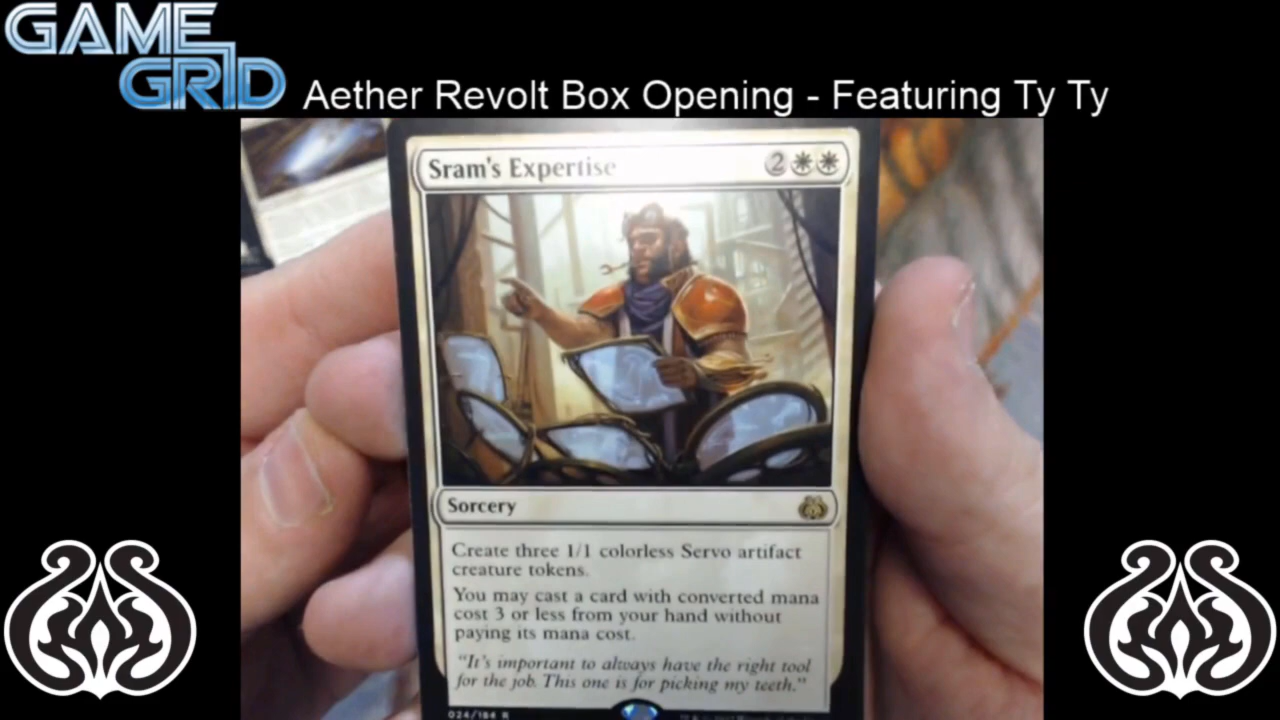 GAME
GRID
Aether Revolt Box Opening - Featuring Ty Ty
Sram's Expertise
2
Sorcery
Create three 1/1 colorless Servo artifact
creature tokens.
You may cast a card with converted mana
cost 3 or less from your hand without
paying its mana cost.
"It's important to always have the right tool
for the job. This one is for picking my teeth."
024/184 R